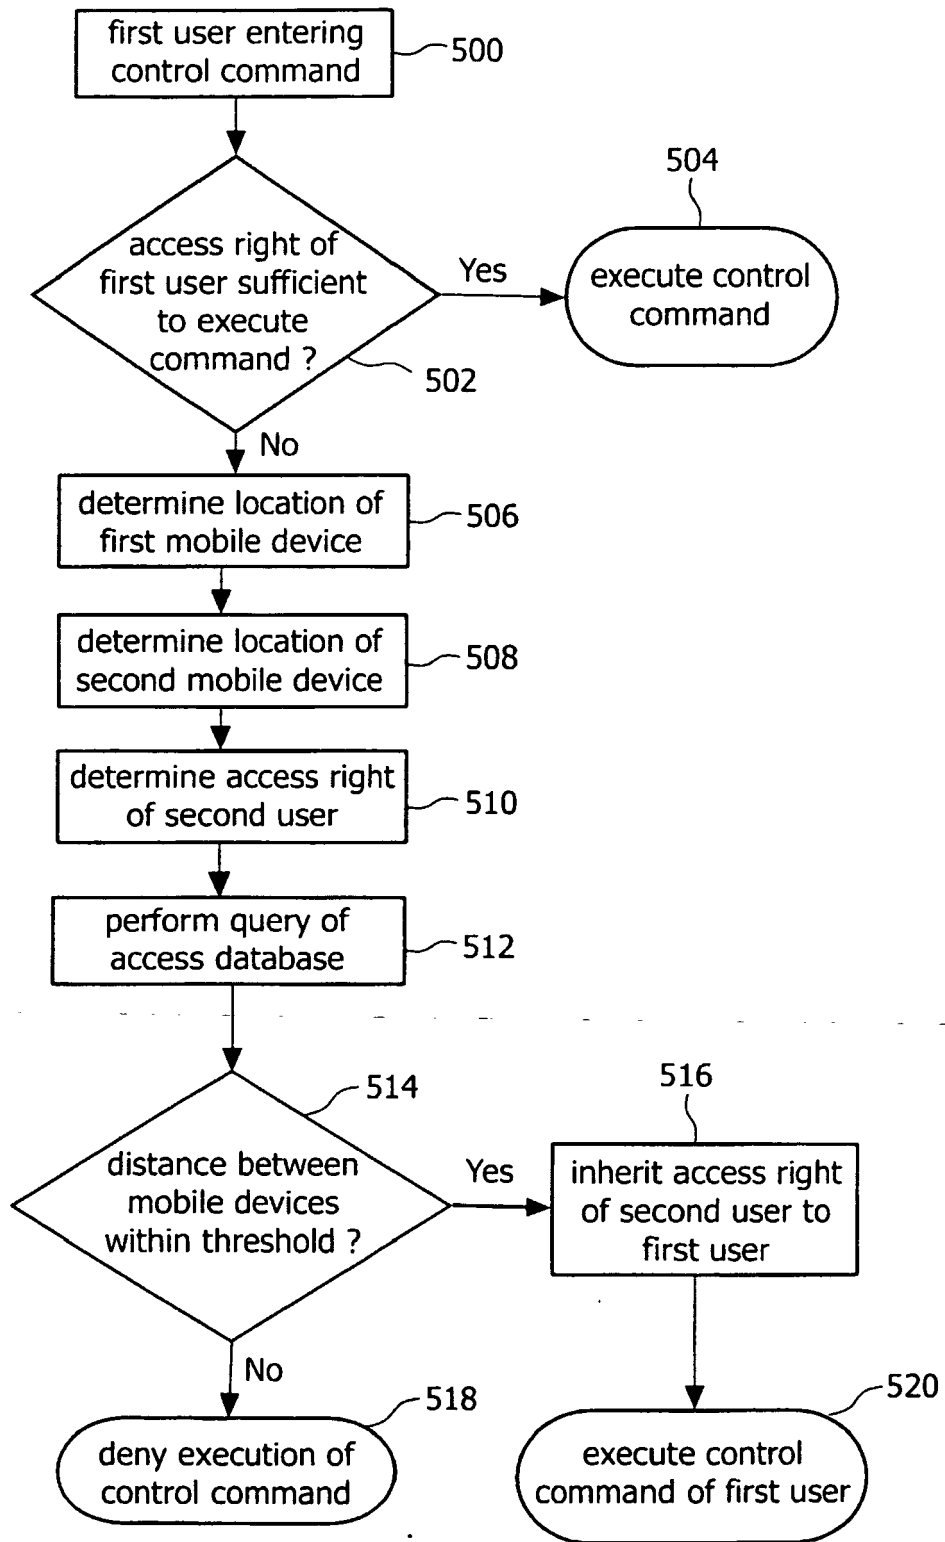 first user entering
control command
500
504
access right of
first user sufficient
to execute
command ?
Yes
execute control
command
502
No
determine location of
first mobile device
506
determine location of
second mobile device
508
determine access right
of second user
510
perform query of
access database
512
514
516
distance between
mobile devices
within threshold ?
Yes
inherit access right
of second user to
first user
No
518
520
deny execution of
control command
execute control
command of first user